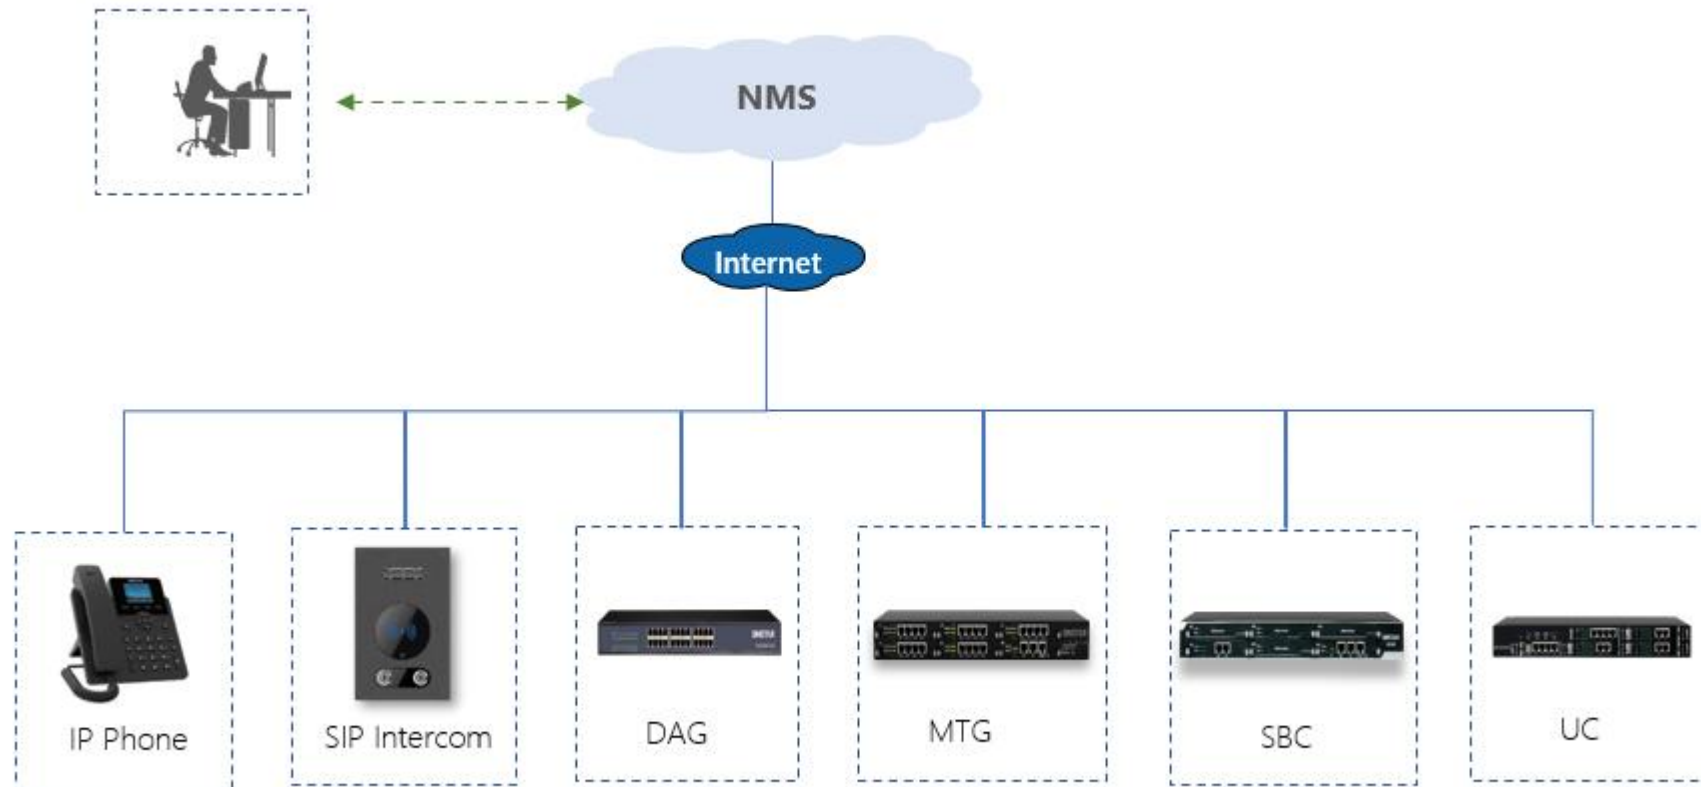 NMS
Internet
IP Phone
SIP Intercom
DAG
MTG
SBC
UC